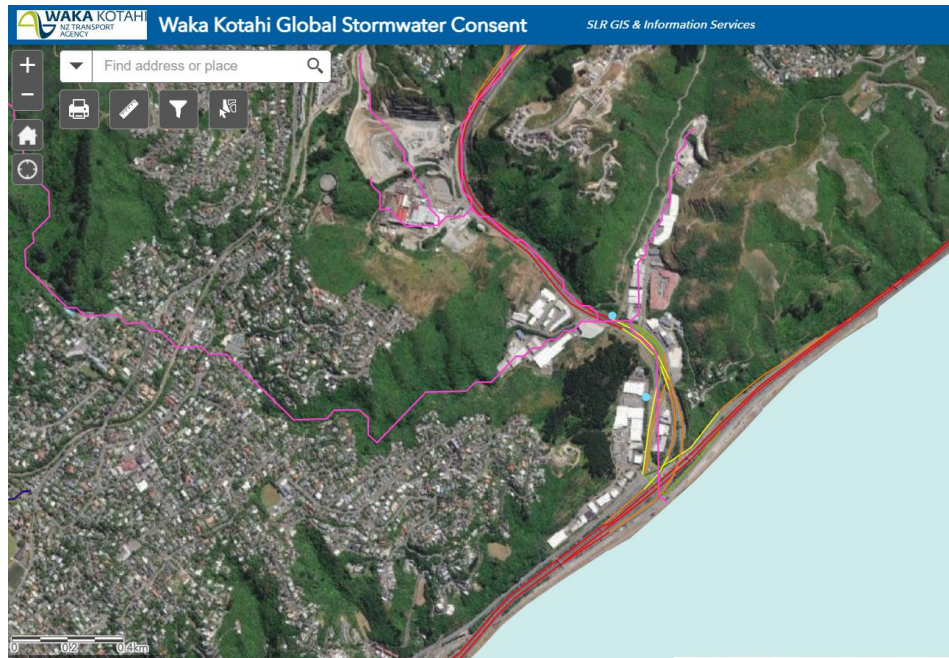 WAKA KOTAHI
NZ TRANSPORT
AGENCY
Waka Kotahi Global Stormwater Consent
SLR GIS & Information Services
+
Find address or place
−
0 0.2 0.4km